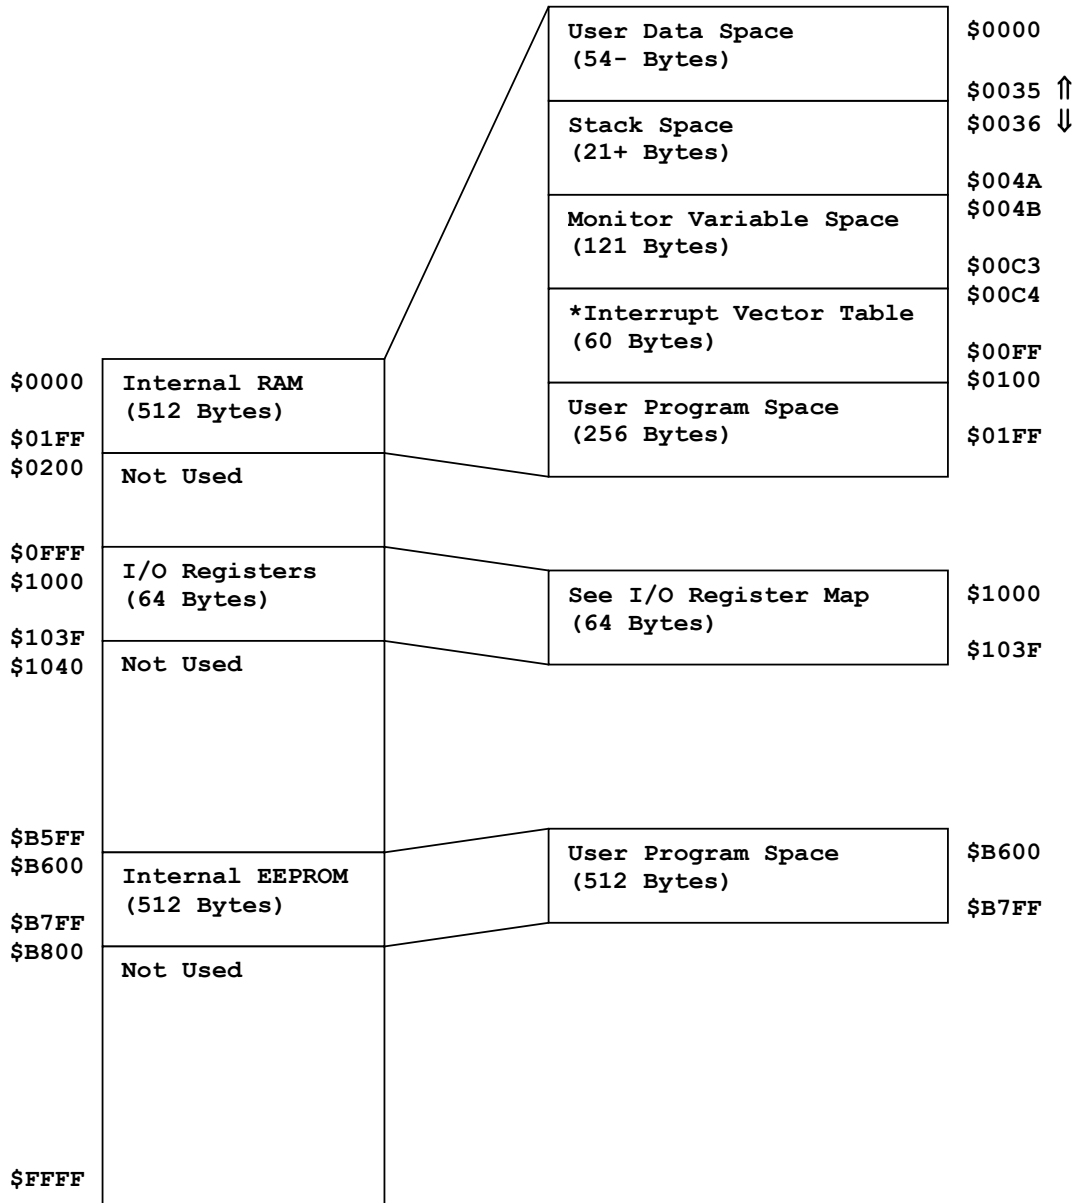 User Data Space
(54- Bytes)
$0000
$0035 ⇑
Stack Space
(21+ Bytes)
$0036 ⇓
$004A
Monitor Variable Space
(121 Bytes)
$004B
$00C3
*Interrupt Vector Table
(60 Bytes)
$00C4
$00FF
User Program Space
(256 Bytes)
$0100
$01FF
$0000
Internal RAM
(512 Bytes)
$01FF
$0200
Not Used
$0FFF
$1000
I/O Registers
(64 Bytes)
$103F
See I/O Register Map
(64 Bytes)
$1000
$103F
$1040
Not Used
$B5FF
$B600
Internal EEPROM
(512 Bytes)
$B7FF
User Program Space
(512 Bytes)
$B600
$B7FF
$B800
Not Used
$FFFF